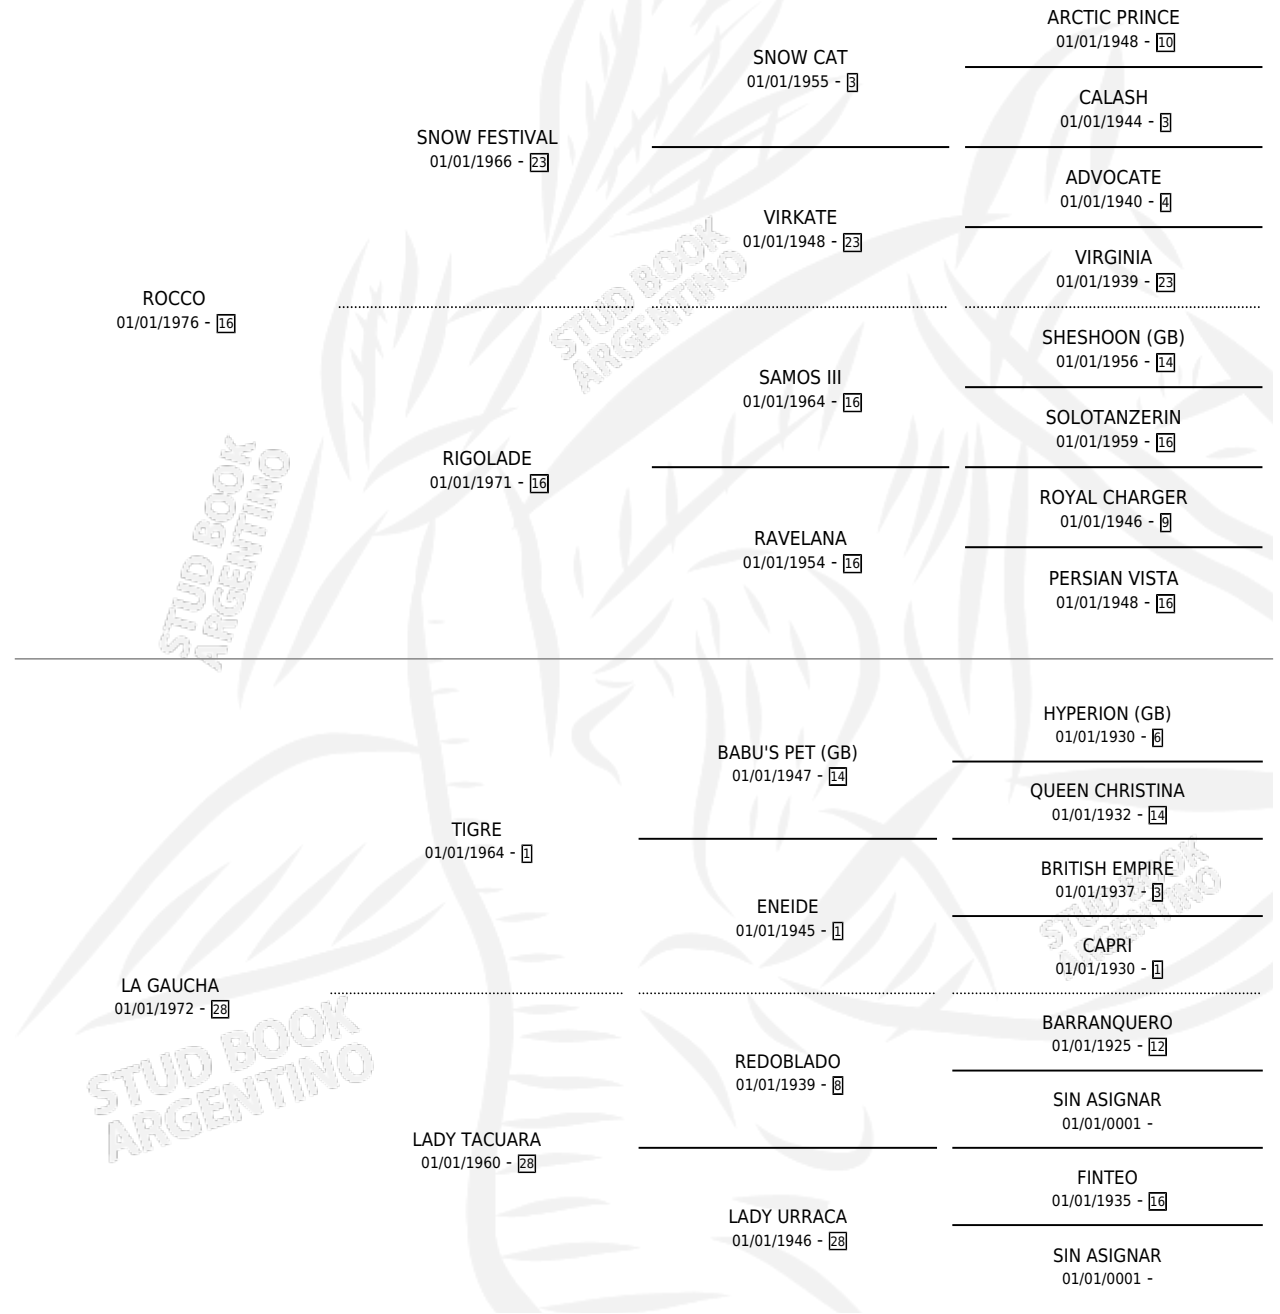 ARCTIC PRINCE
01/01/1948 - 10
SNOW CAT
01/01/1955 - 3
CALASH
01/01/1944 - 3
SNOW FESTIVAL
01/01/1966 - 23
ADVOCATE
01/01/1940 - 4
VIRKATE
01/01/1948 - 23
VIRGINIA
01/01/1939 - 23
ROCCO
01/01/1976 - 16
STUD BOOK
ARGENTINO
SHESHOON (GB)
01/01/1956 - 14
SAMOS III
01/01/1964 - 16
SOLOTANZERIN
01/01/1959 - 16
RIGOLADE
01/01/1971 - 16
ROYAL CHARGER
01/01/1946 - 9
RAVELANA
01/01/1954 - 16
PERSIAN VISTA
01/01/1948 - 16
STUD BOOK
ARGENTINO
HYPERION (GB)
01/01/1930 - 6
BABU'S PET (GB)
01/01/1947 - 14
QUEEN CHRISTINA
01/01/1932 - 14
TIGRE
01/01/1964 - 1
BRITISH EMPIRE
01/01/1937 - 3
ENEIDE
01/01/1945 - 1
STUD BOOK
ARGENTINO
CAPRI
01/01/1930 - 1
LA GAUCHA
01/01/1972 - 28
BARRANQUERO
01/01/1925 - 12
REDOBLADO
01/01/1939 - 8
STUD BOOK
ARGENTINO
SIN ASIGNAR
01/01/0001 -
LADY TACUARA
01/01/1960 - 28
FINTEO
01/01/1935 - 16
LADY URRACA
01/01/1946 - 28
SIN ASIGNAR
01/01/0001 -